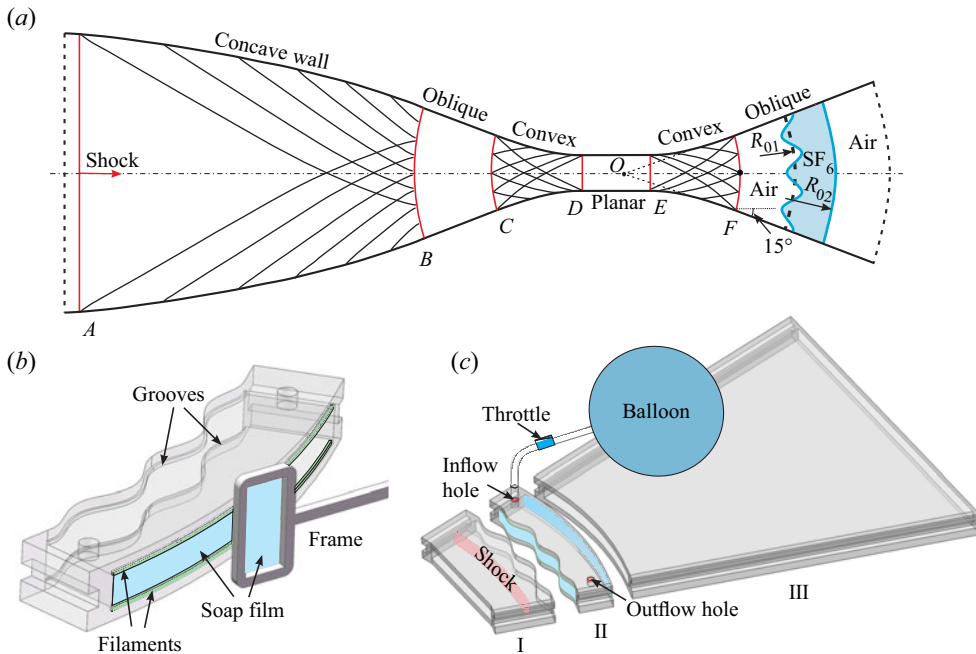 (a)
Concave wall
Oblique
Convex
Convex
Oblique
Shock
O
R01
SF6
Air
Air
R02
D
Planar
E
C
F
15°
B
A
(b)
Grooves
Frame
Soap film
Filaments
(c)
Throttle
Balloon
Inflow
hole
Shock
Outflow hole
I
II
III